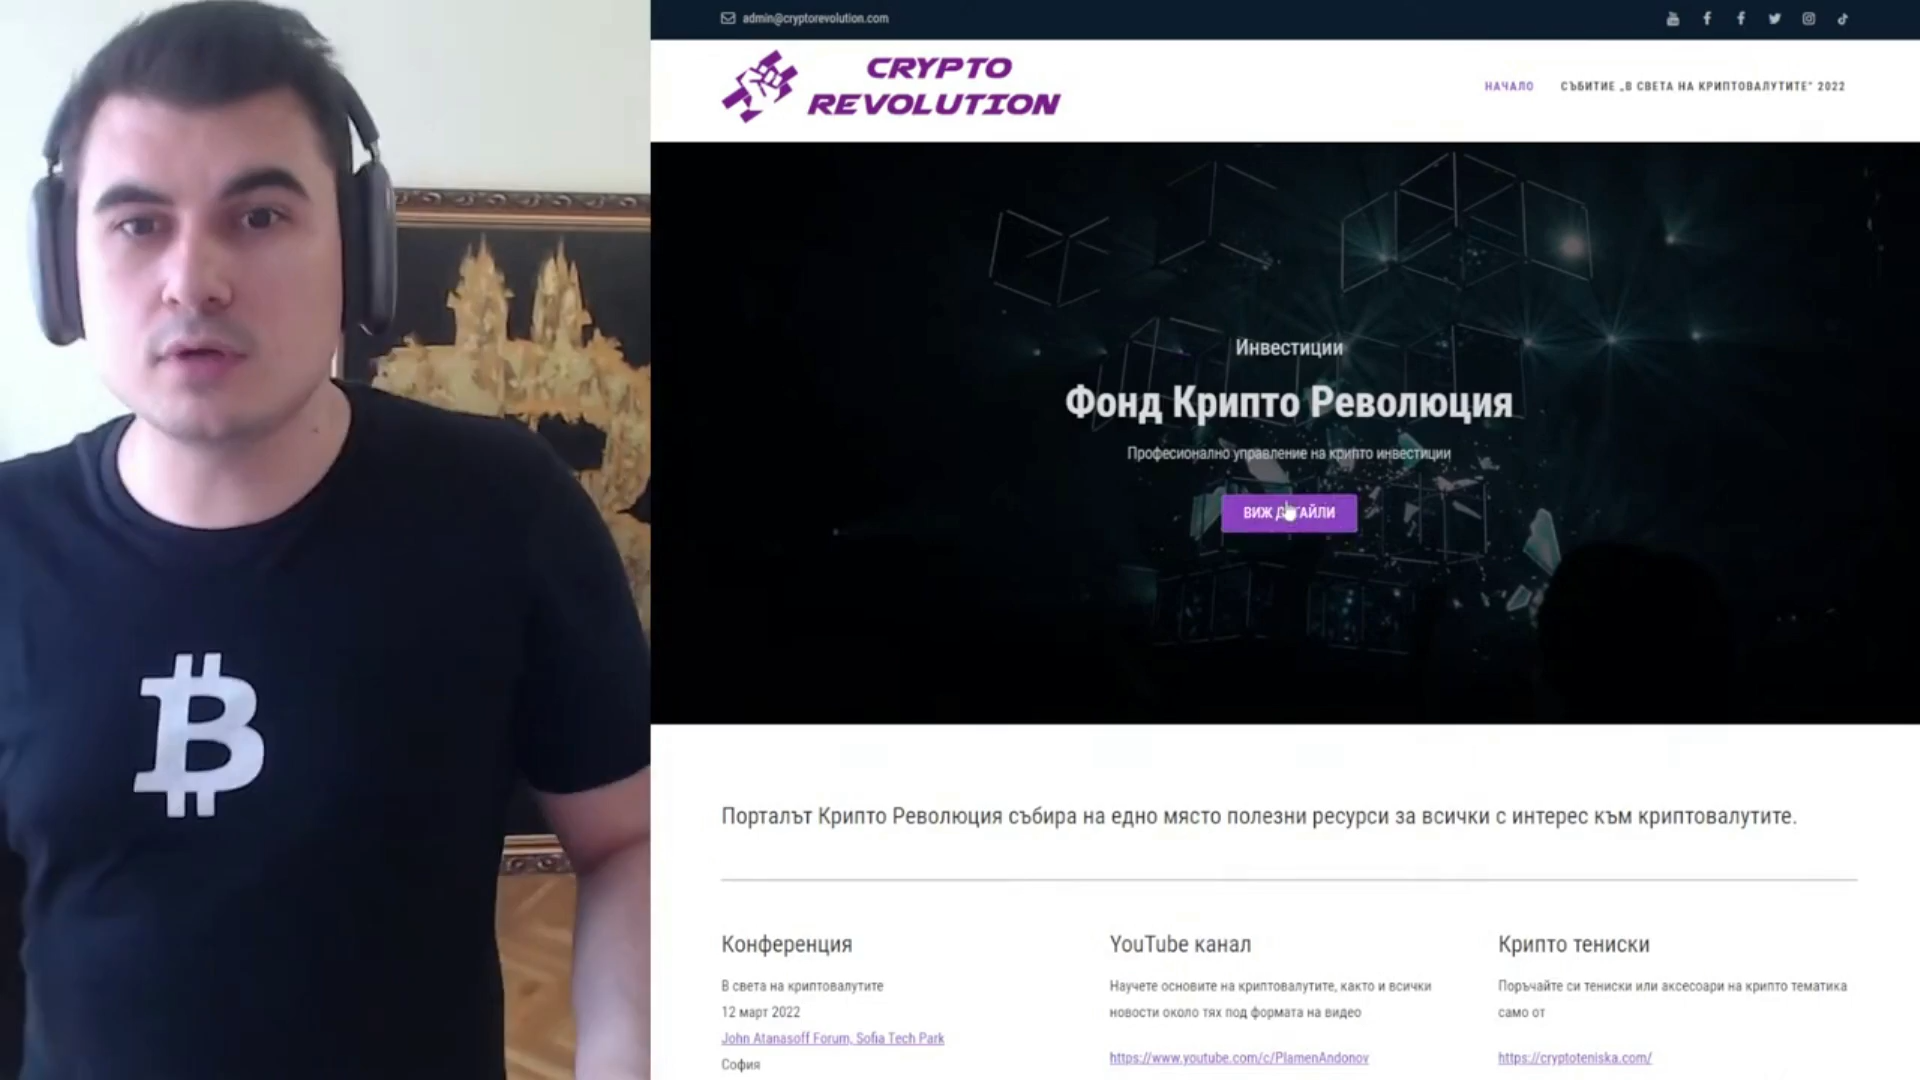 admin@cryptorevolution.com
CRYPTO
REVOLUTION
НАЧАЛО
СЪБИТИЕ „В СВЕТА НА КРИПТОВАЛУТИТЕ“ 2022
Инвестиции
Фонд Крипто Революция
Професионално управление на крипто инвестиции
ВИЖ ДЕТАЙЛИ
Порталът Крипто Революция събира на едно място полезни ресурси за всички с интерес към криптовалутите.
Конференция
В света на криптовалутите
12 март 2022
John Atanasoff Forum, Sofia Tech Park
София
YouTube канал
Научете основите на криптовалутите, както и всички
новости около тях под формата на видео
https://www.youtube.com/c/PlamenAndonov
Крипто тениски
Поръчайте си тениски или аксесоари на крипто тематика
само от
https://cryptoteniska.com/